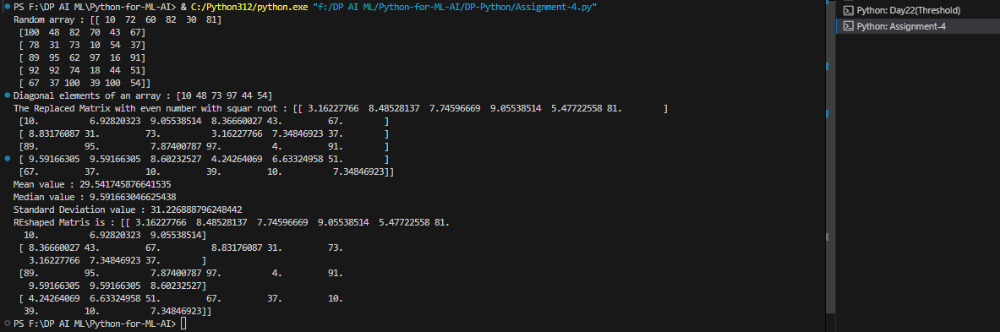 PS F:\DP AI ML\Python-for-ML-AI> & C:/Python312/python.exe "f:/DP AI ML/Python-for-ML-AI/DP-Python/Assignment-4.py"
Random array : [[ 10  72  60  82  30  81]
 [100  48  82  70  43  67]
 [ 78  31  73  10  54  37]
 [ 89  95  62  97  16  91]
 [ 92  92  74  18  44  51]
 [ 67  37 100  39 100  54]]
Diagonal elements of an array : [10 48 73 97 44 54]
The Replaced Matrix with even number with squar root : [[ 3.16227766  8.48528137  7.74596669  9.05538514  5.47722558 81.        ]
 [10.          6.92820323  9.05538514  8.36660027 43.         67.        ]
 [ 8.83176087 31.         73.          3.16227766  7.34846923 37.        ]
 [89.         95.          7.87400787 97.          4.         91.        ]
 [ 9.59166305  9.59166305  8.60232527  4.24264069  6.63324958 51.        ]
 [67.         37.         10.         39.         10.          7.34846923]]
Mean value : 29.541745876641535
Median value : 9.591663046625438
Standard Deviation value : 31.226888796248442
REshaped Matris is : [[ 3.16227766  8.48528137  7.74596669  9.05538514  5.47722558 81.
  10.          6.92820323  9.05538514]
 [ 8.36660027 43.         67.          8.83176087 31.         73.
   3.16227766  7.34846923 37.        ]
 [89.         95.          7.87400787 97.          4.         91.
   9.59166305  9.59166305  8.60232527]
 [ 4.24264069  6.63324958 51.         67.         37.         10.
  39.         10.          7.34846923]]
PS F:\DP AI ML\Python-for-ML-AI>
Python: Day22(Threshold)
Python: Assignment-4